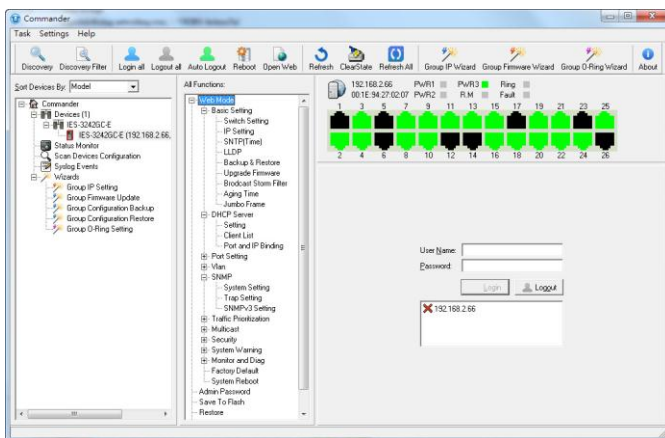 Commander
Task Settings Help
Discovery Discovery Filter Login all Logout all Auto Logout Reboot Open Web Refresh ClearState Refresh All Group IP Wizard Group Firmware Wizard Group O-Ring Wizard About
Sort Devices By: Model
Commander
Devices (1)
IES-3242GC-E
IES-3242GC-E (192.168.2.66,
Status Monitor
Scan Devices Configuration
Syslog Events
Wizards
Group IP Setting
Group Firmware Update
Group Configuration Backup
Group Configuration Restore
Group O-Ring Setting
All Functions:
Web Mode
Basic Setting
Switch Setting
IP Setting
SNTP(Time)
LLDP
Backup & Restore
Upgrade Firmware
Brodcast Storm Filter
Aging Time
Jumbo Frame
DHCP Server
Setting
Client List
Port and IP Binding
Port Setting
Vlan
SNMP
System Setting
Trap Setting
SNMPv3 Setting
Traffic Prioritization
Multicast
Security
System Warning
Monitor and Diag
Factory Default
System Reboot
Admin Password
Save To Flash
Restore
192.168.2.66 PWR1 PWR3 Ring
00:1E:94:27:02:07 PWR2 R.M Fault
1 3 5 7 9 11 13 15 17 19 21 23 25
2 4 6 8 10 12 14 16 18 20 22 24 26
User Name:
Password:
Login Logout
192.168.2.66